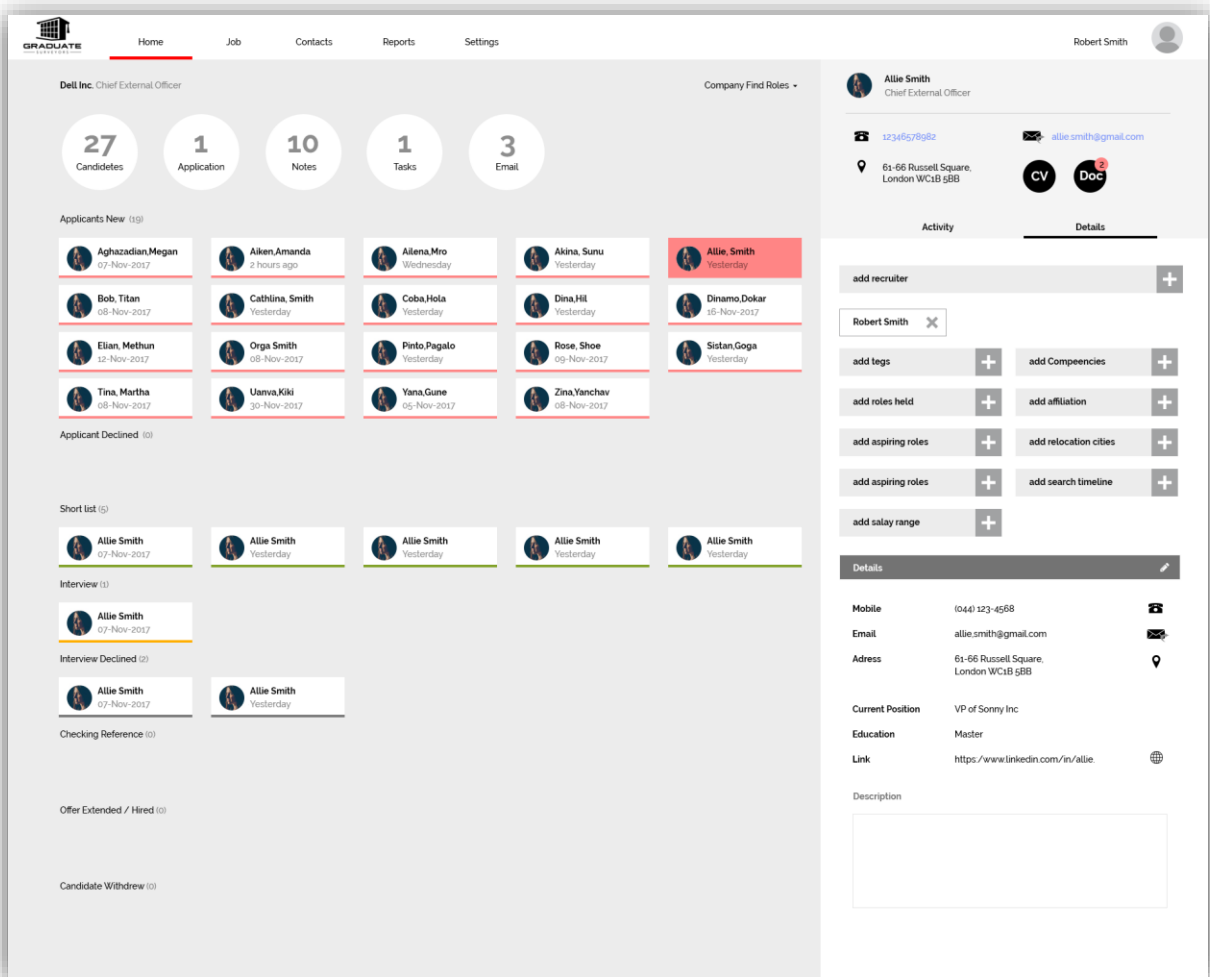 GRADUATE
SURVEYORS
Home
Job
Contacts
Reports
Settings
Robert Smith
Dell Inc, Chief External Officer
Company Find Roles
27
Candidetes
1
Application
10
Notes
1
Tasks
3
Email
Applicants New (19)
Aghazadian,Megan
07-Nov-2017
Aiken,Amanda
2 hours ago
Ailena,Mro
Wednesday
Akina, Sunu
Yesterday
Allie, Smith
Yesterday
Bob, Titan
08-Nov-2017
Cathlina, Smith
Yesterday
Coba,Hola
Yesterday
Dina,Hil
Yesterday
Dinamo,Dokar
16-Nov-2017
Elian, Methun
12-Nov-2017
Orga Smith
08-Nov-2017
Pinto,Pagalo
Yesterday
Rose, Shoe
09-Nov-2017
Sistan,Goga
Yesterday
Tina, Martha
08-Nov-2017
Uanva,Kiki
30-Nov-2017
Yana,Gune
05-Nov-2017
Zina,Yanchav
08-Nov-2017
Applicant Declined (0)
Short list (5)
Allie Smith
07-Nov-2017
Allie Smith
Yesterday
Allie Smith
Yesterday
Allie Smith
Yesterday
Allie Smith
Yesterday
Interview (1)
Allie Smith
07-Nov-2017
Interview Declined (2)
Allie Smith
07-Nov-2017
Allie Smith
Yesterday
Checking Reference (0)
Offer Extended / Hired (0)
Candidate Withdrew (0)
Allie Smith
Chief External Officer
12346578982
allie.smith@gmail.com
61-66 Russell Square,
London WC1B 5BB
CV
Doc
2
Activity
Details
add recruiter
Robert Smith
add tegs
add Compeencies
add roles held
add affiliation
add aspiring roles
add relocation cities
add aspiring roles
add search timeline
add salay range
Details
Mobile
(044) 123-4568
Email
allie,smith@gmail.com
Adress
61-66 Russell Square,
London WC1B 5BB
Current Position
VP of Sonny Inc
Education
Master
Link
https:/www.linkedin.com/in/allie.
Description